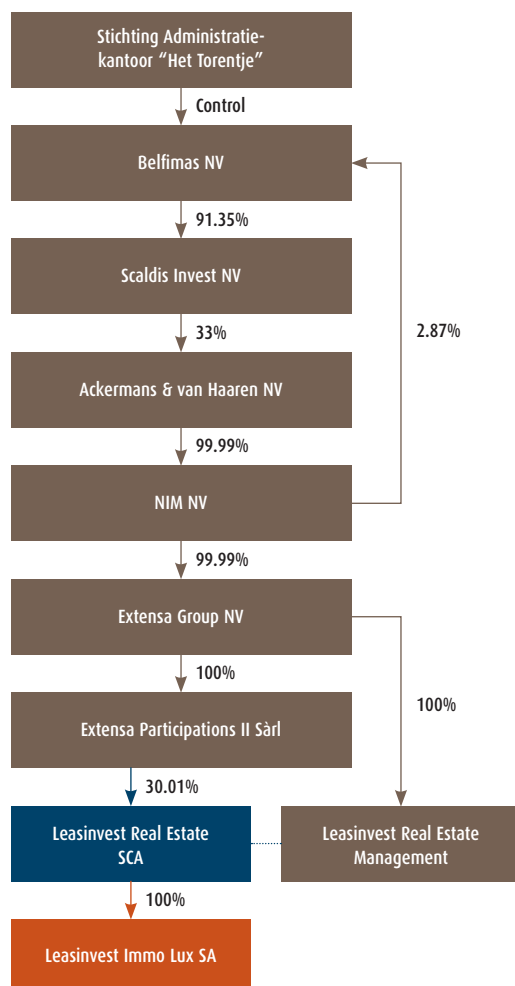 Stichting Administratie-
kantoor “Het Torentje”
Control
Belfimas NV
91.35%
Scaldis Invest NV
33%
2.87%
Ackermans & van Haaren NV
99.99%
NIM NV
99.99%
Extensa Group NV
100%
100%
Extensa Participations II Sàrl
30.01%
Leasinvest Real Estate
SCA
Leasinvest Real Estate
Management
100%
Leasinvest Immo Lux SA